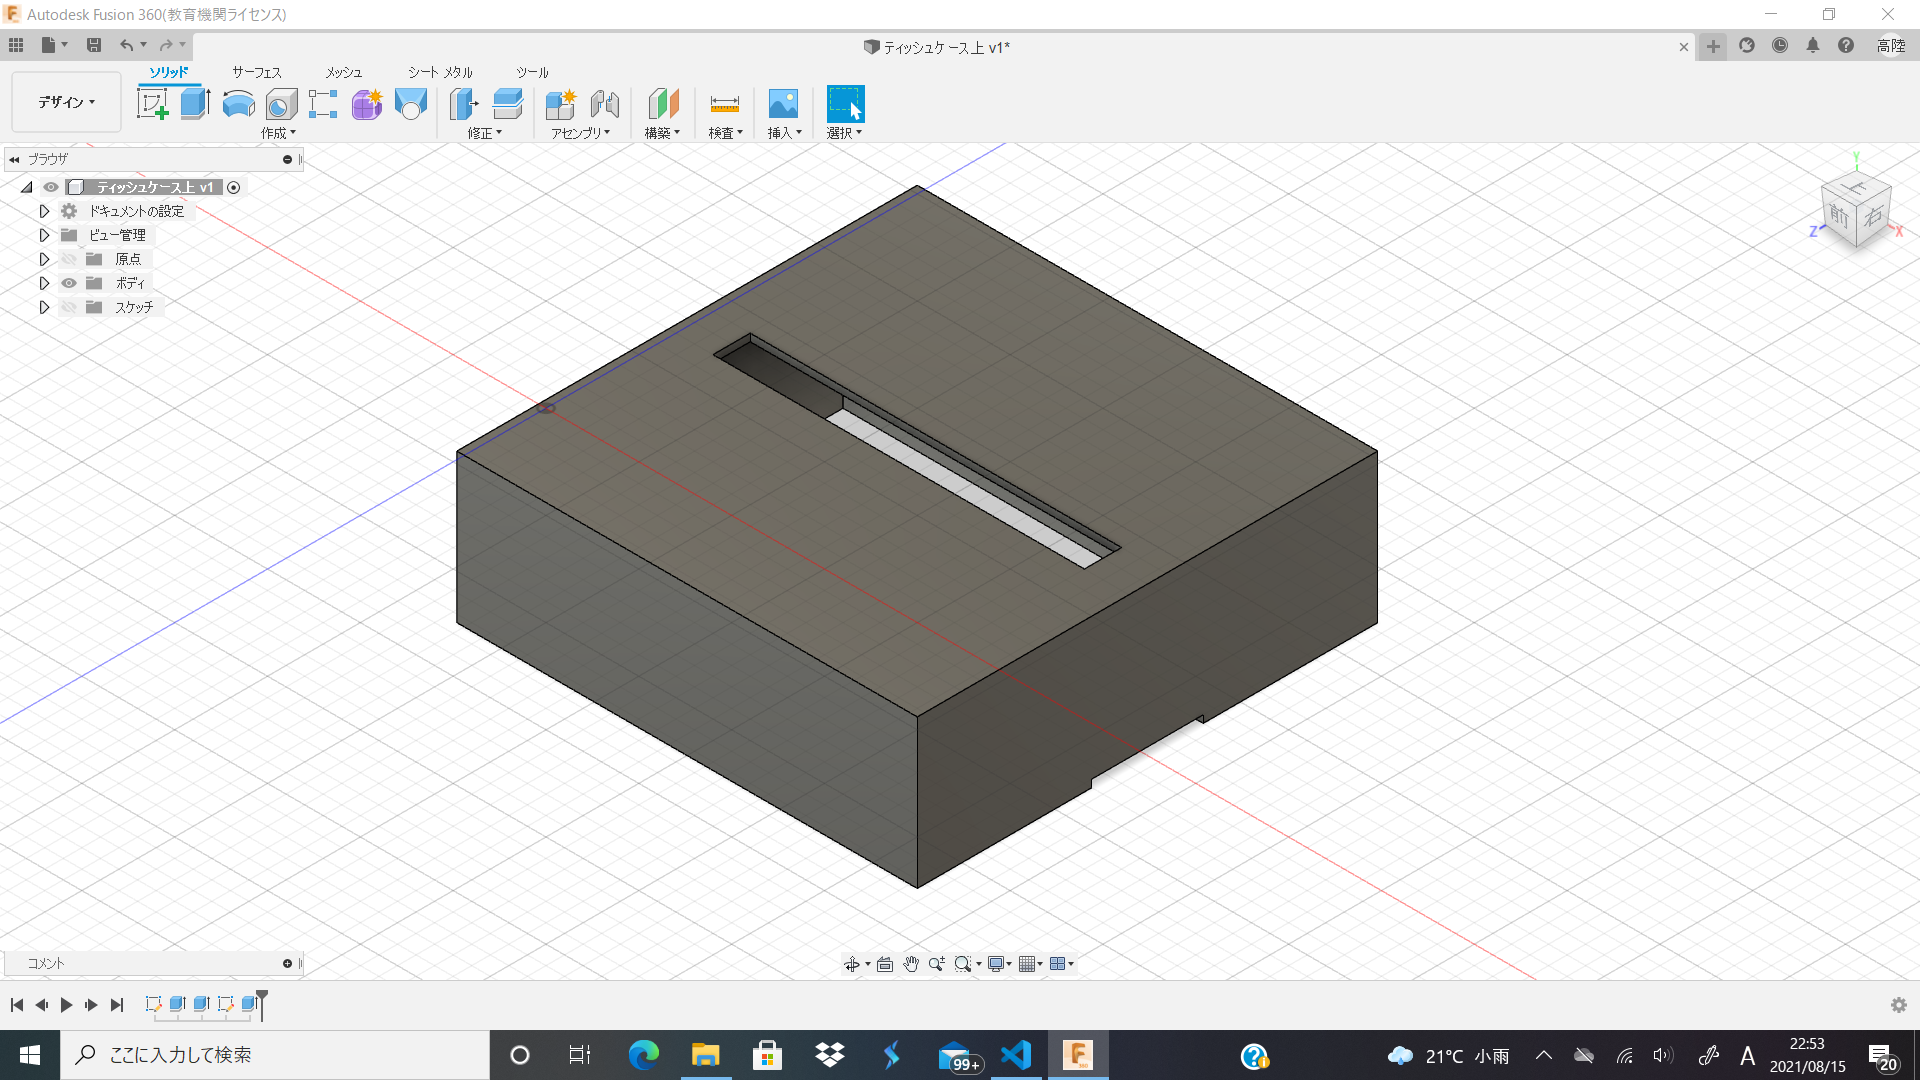 Autodesk Fusion 360(教育機関ライセンス)
ティッシュケース上 v1*
高陸
デザイン
ソリッド
サーフェス
メッシュ
シート メタル
ツール
作成
修正
アセンブリ
構築
検査
挿入
選択
ブラウザ
ティッシュケース上 v1
ドキュメントの設定
ビュー管理
原点
ボディ
スケッチ
Y
上
前
右
Z
X
コメント
ここに入力して検索
99+
21℃ 小雨
A
22:53
2021/08/15
20